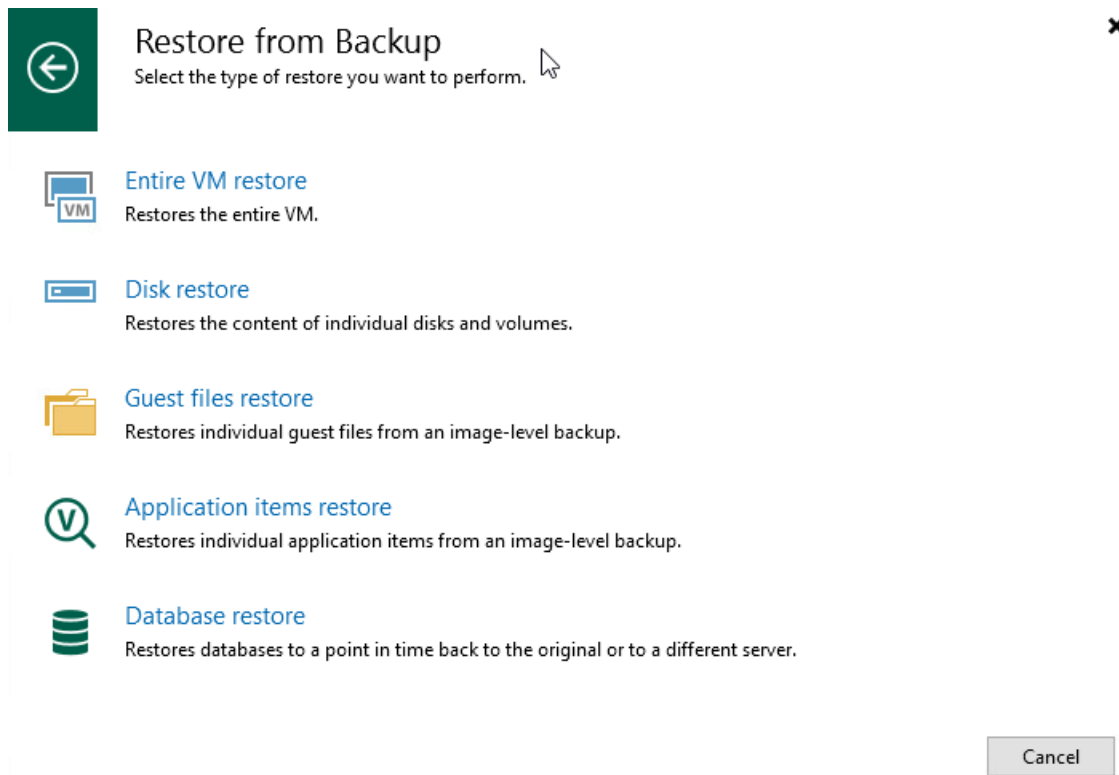 Restore from Backup
Select the type of restore you want to perform.
Entire VM restore
VM
Restores the entire VM.
Disk restore
Restores the content of individual disks and volumes.
Guest files restore
Restores individual guest files from an image-level backup.
Application items restore
V
Restores individual application items from an image-level backup.
Database restore
Restores databases to a point in time back to the original or to a different server.
Cancel